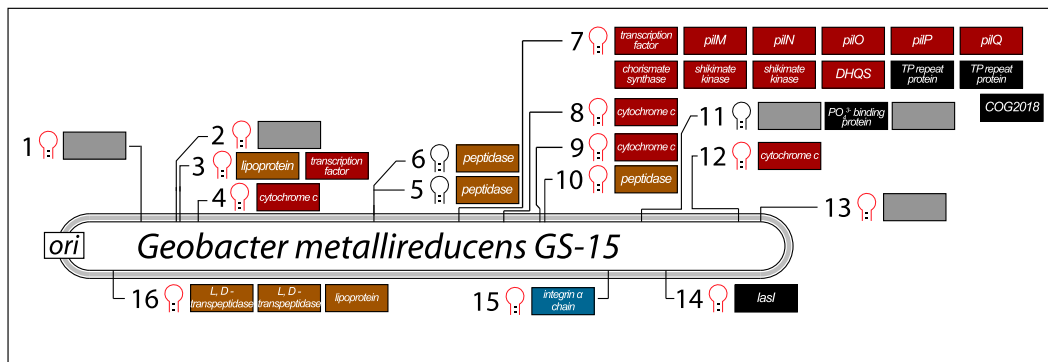 7 transcription factor pilM pilN pilO pilP pilQ
chorismate synthase shikimate kinase shikimate kinase DHQS TP repeat protein TP repeat protein
COG2018
8 cytochrome c
11 PO₄³⁻ binding protein
9 cytochrome c
12 cytochrome c
10 peptidase
6 peptidase
5 peptidase
1
2
3 lipoprotein transcription factor
4 cytochrome c
13
ori Geobacter metallireducens GS-15
16 L, D - transpeptidase L, D - transpeptidase lipoprotein
15 integrin α chain
14 lasI